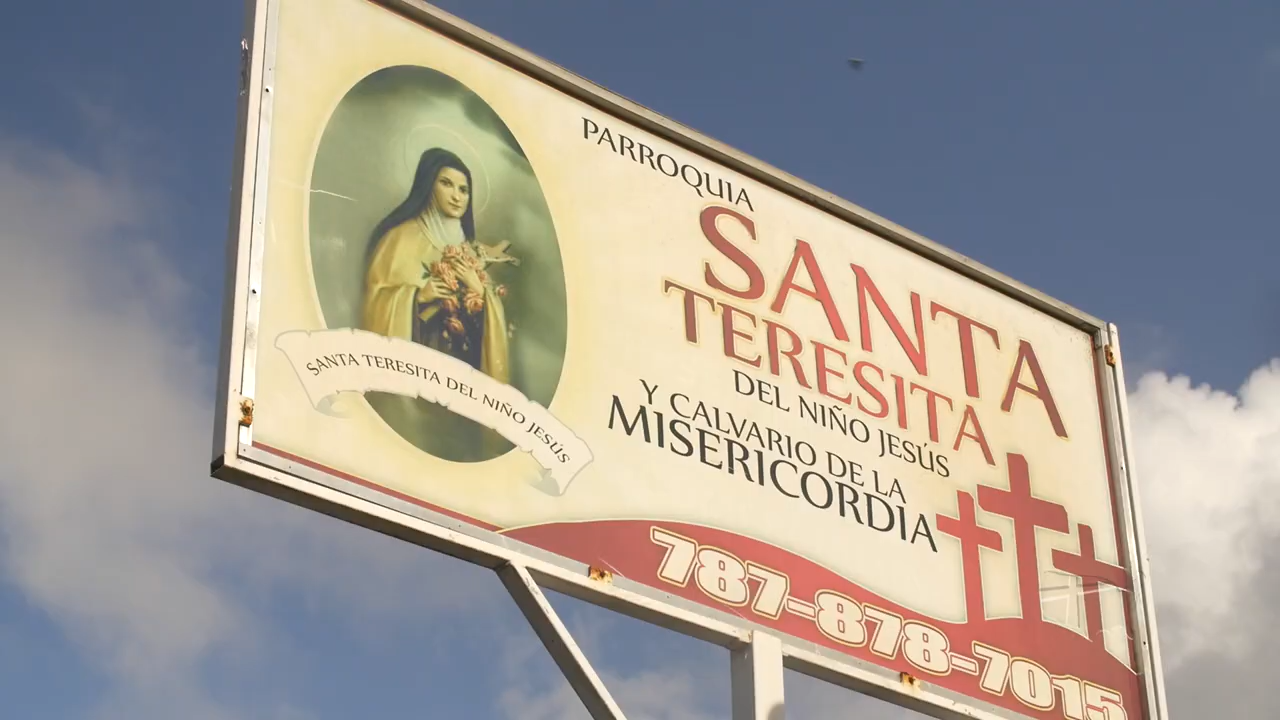 PARROQUIA
SANTA
TERESITA
DEL NIÑO JESÚS
Y CALVARIO DE LA
MISERICORDIA
SANTA TERESITA DEL NIÑO JESÚS
787-878-7015